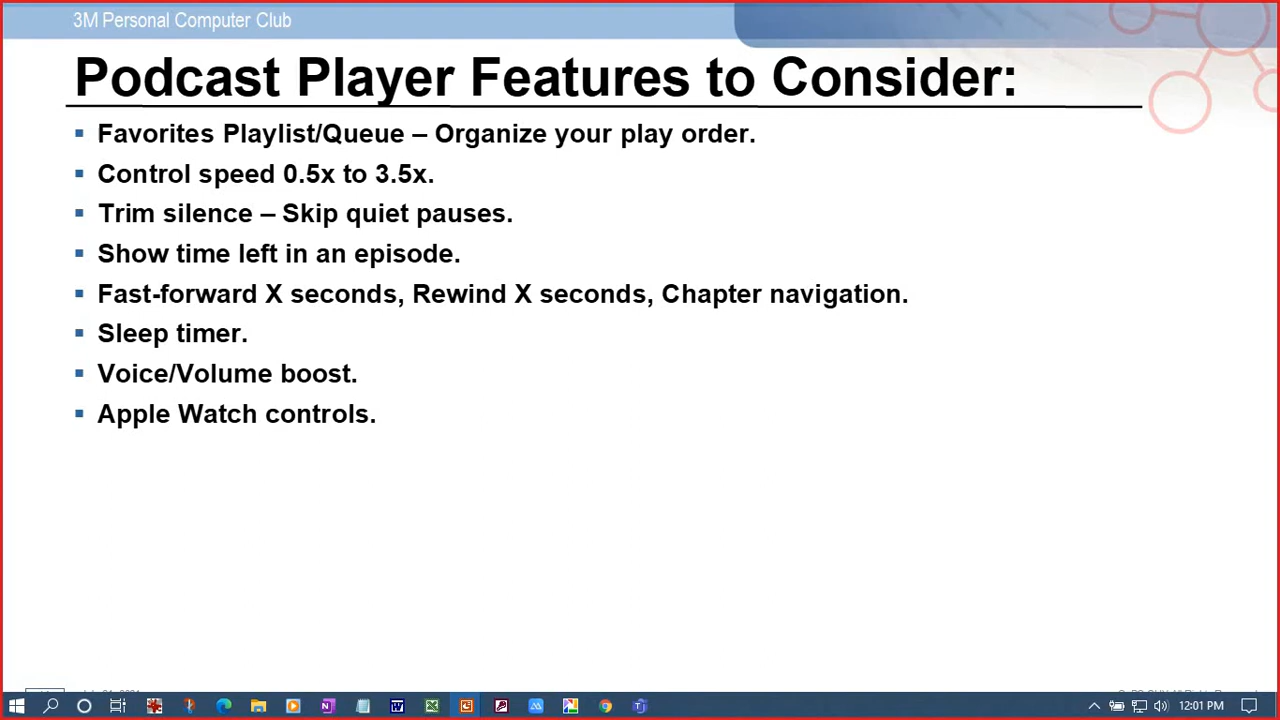 3M Personal Computer Club
Podcast Player Features to Consider:
▪ Favorites Playlist/Queue – Organize your play order.
▪ Control speed 0.5x to 3.5x.
▪ Trim silence – Skip quiet pauses.
▪ Show time left in an episode.
▪ Fast-forward X seconds, Rewind X seconds, Chapter navigation.
▪ Sleep timer.
▪ Voice/Volume boost.
▪ Apple Watch controls.
12:01 PM